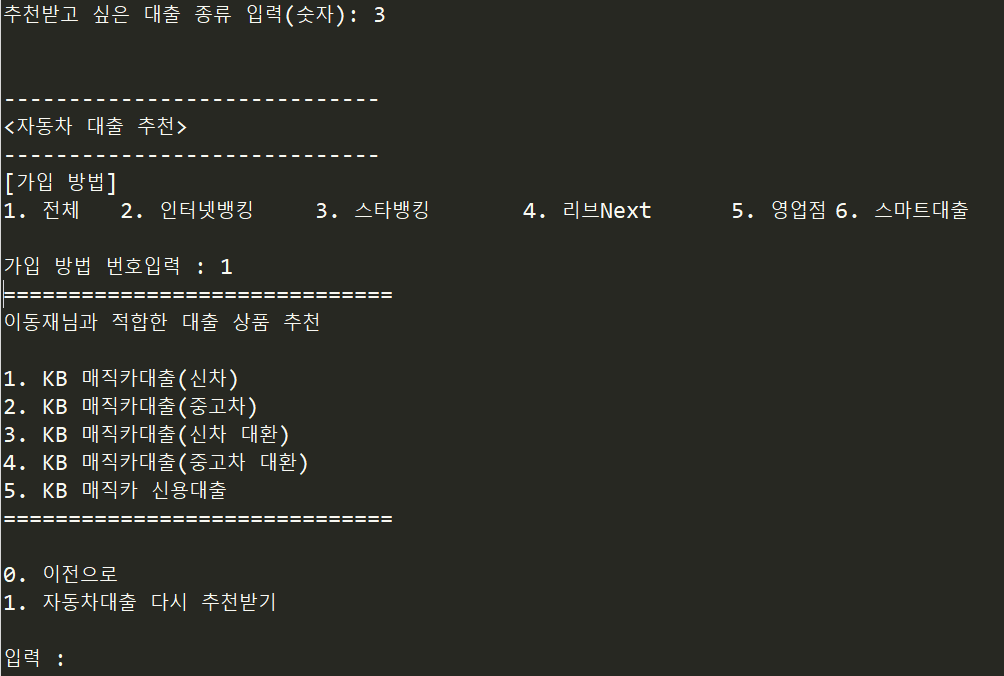 추천받고 싶은 대출 종류 입력(숫자): 3
-----------------------------
<자동차 대출 추천>
-----------------------------
[가입 방법]
1. 전체 2. 인터넷뱅킹 3. 스타뱅킹 4. 리브Next 5. 영업점 6. 스마트대출
가입 방법 번호입력 : 1
==============================
이동재님과 적합한 대출 상품 추천
1. KB 매직카대출(신차)
2. KB 매직카대출(중고차)
3. KB 매직카대출(신차 대환)
4. KB 매직카대출(중고차 대환)
5. KB 매직카 신용대출
==============================
0. 이전으로
1. 자동차대출 다시 추천받기
입력 :